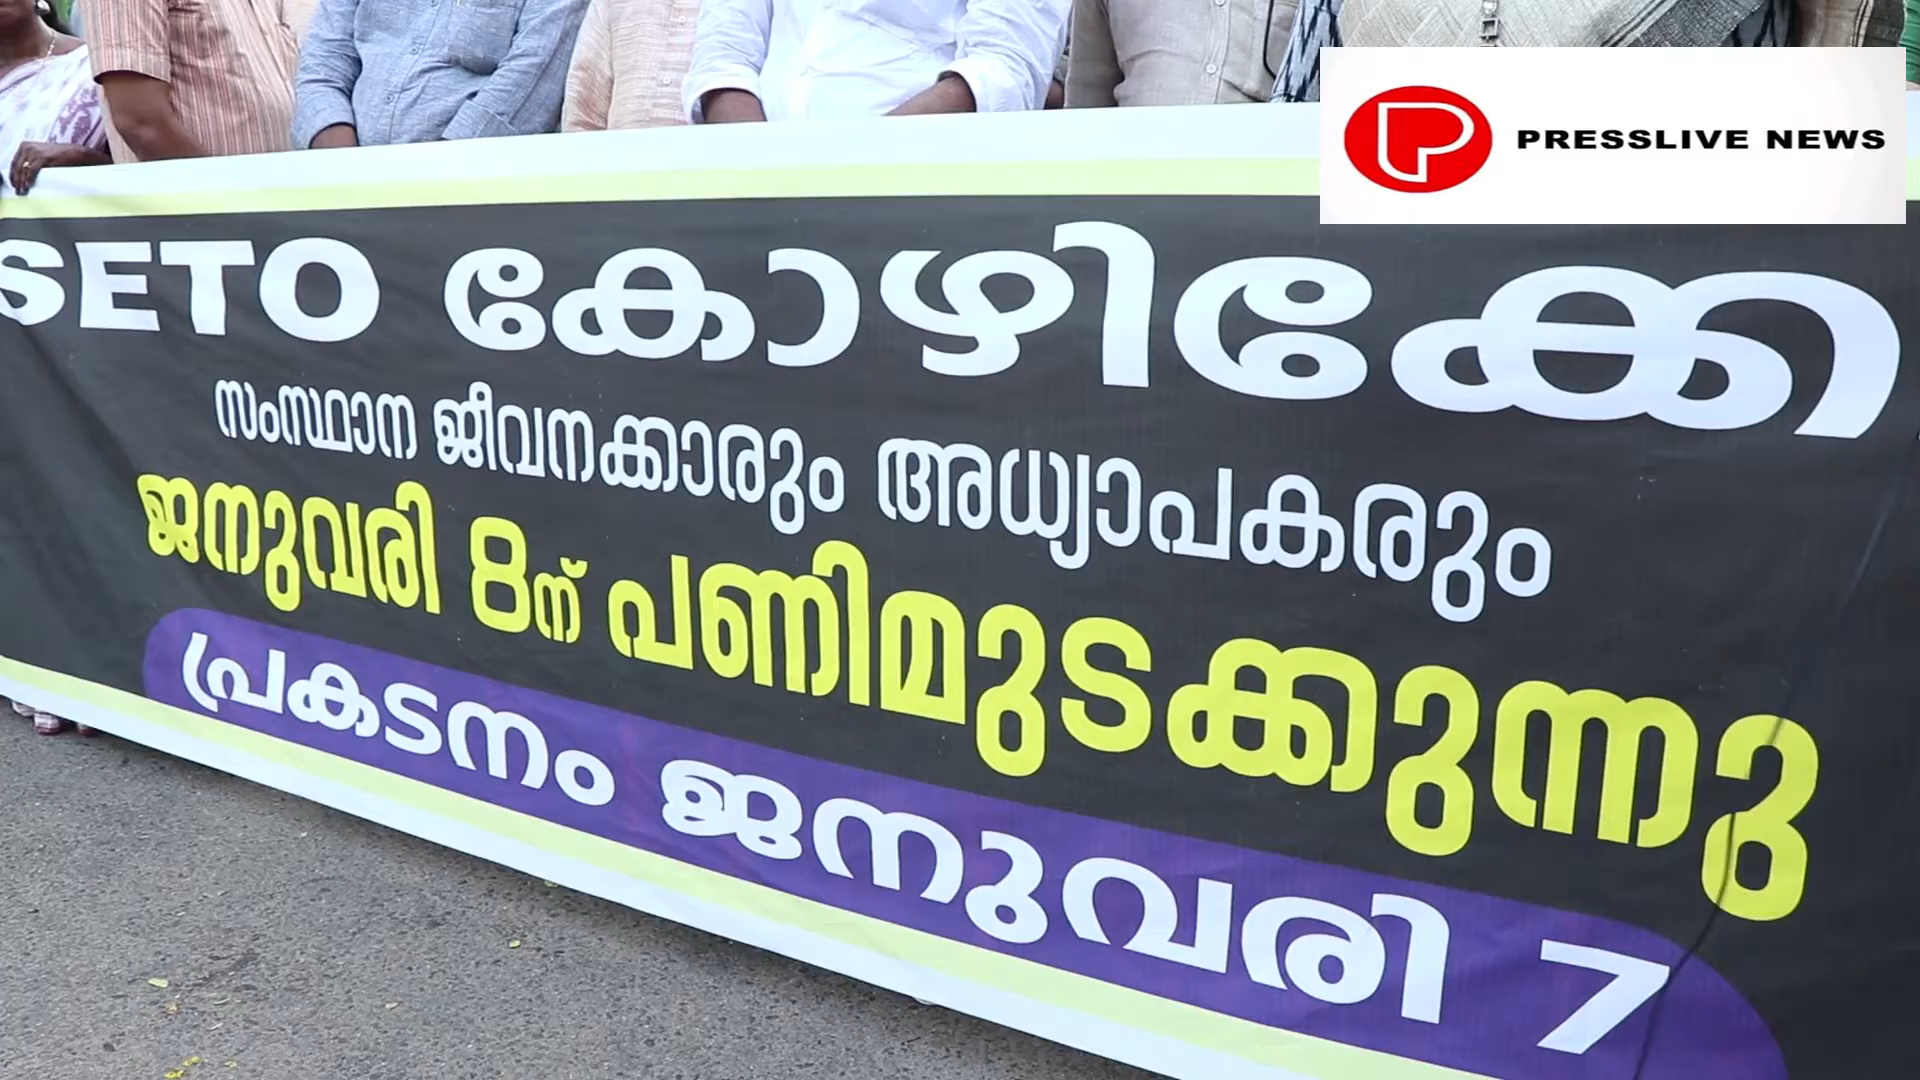 PRESSLIVE NEWS
SETO കോഴിക്കോ
സംസ്ഥാന ജീവനക്കാരും അധ്യാപകരും
ജനുവരി 8ന് പണിമുടക്കുന്നു
പ്രകടനം ജനുവരി 7